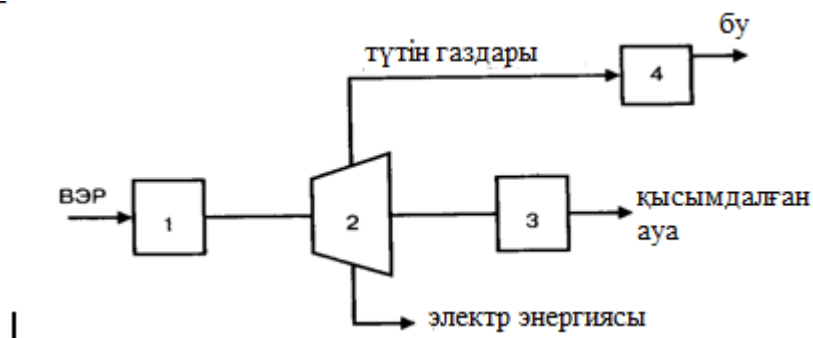 бу
түтін газдары
4
ВЭР
1
2
3
қысымдалған
ауа
электр энергиясы